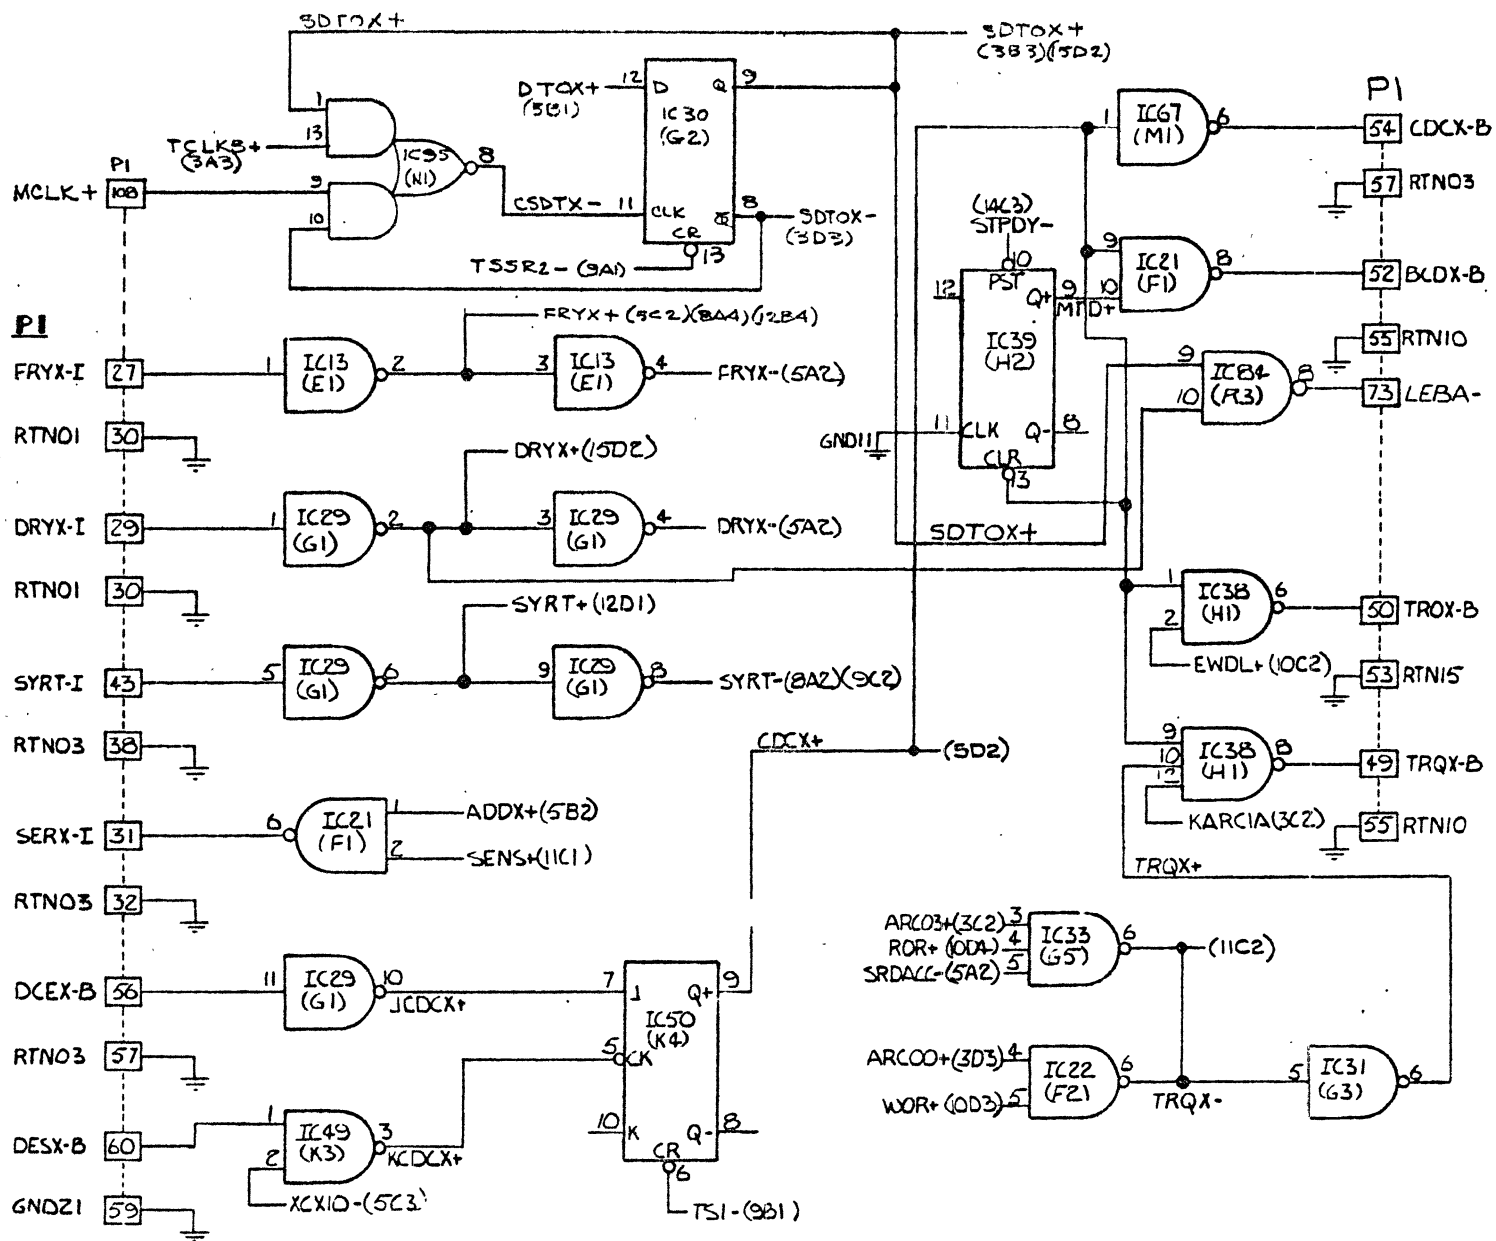 SDTOX+
SDTOX+
(3B3)(15D2)
P1
DTOX+
(5B1)
12
D
Q
9
IC30
(G2)
1
13
TCLKB+
(3A3)
IC95
(N1)
8
1
IC67
(M1)
6
54
CDCX-B
P1
MCLK+
108
9
10
CSDTX-
11
CLK
8
CR
13
TSSR2-(9A1)
SDTOX-
(3D3)
57
RTN03
(14C3)
STPDY-
10
PST
9
10
IC21
(F1)
8
52
BCDX-B
12
Q+
9
MTD+
IC39
(H2)
P1
FRYX+(5C2)(8A4)(12B4)
55
RTN10
FRYX-I
27
1
IC13
(E1)
2
3
IC13
(E1)
4
FRYX-(5A2)
9
10
IC84
(R3)
8
73
LEBA-
RTN01
30
GND11
11
CLK
Q-
8
CLR
13
DRYX+(15D2)
DRYX-I
29
1
IC29
(G1)
2
3
IC29
(G1)
4
DRYX-(5A2)
SDTOX+
RTN01
30
SYRT+(12D1)
1
2
IC38
(H1)
6
50
TROX-B
EWDL+(10C2)
53
RTN15
SYRT-I
43
5
IC29
(G1)
6
9
IC29
(G1)
8
SYRT-(8A2)(9C2)
RTN03
38
CDCX+
(5D2)
9
10
12
IC38
(H1)
8
49
TRQX-B
KARC1A(3C2)
55
RTN10
SERX-I
31
6
IC21
(F1)
1
ADDX+(5B2)
2
SENS+(11C1)
TRQX+
RTN03
32
ARC03+(3C2)
3
ROR+(10D4)
4
SRDACC-(5A2)
5
IC33
(G5)
6
(11C2)
DCEX-B
56
11
IC29
(G1)
10
JCDCX+
7
J
Q+
9
IC50
(K4)
RTN03
57
5
CK
ARC00+(3D3)
4
WOR+(10D3)
5
IC22
(F21)
6
TRQX-
5
IC31
(G3)
6
DESX-B
60
1
2
IC49
(K3)
3
KCDCX+
10
K
Q-
8
CR
6
XCX10-(5C3)
TS1-(9B1)
GND21
59